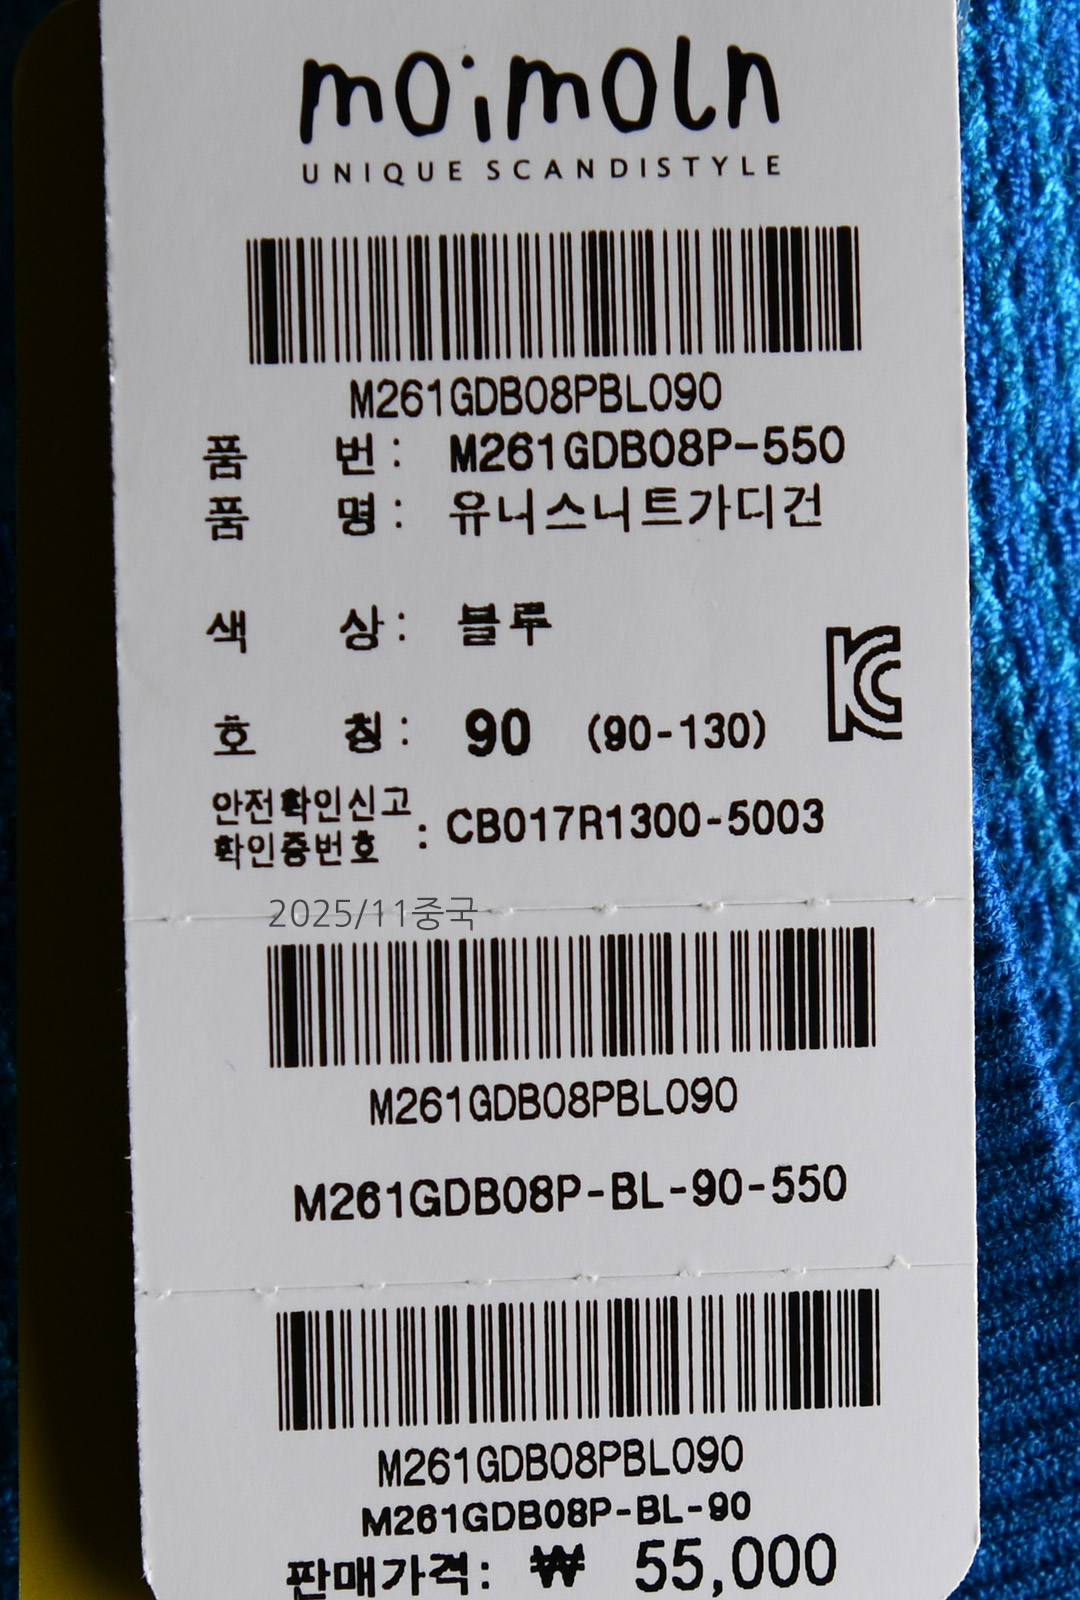 moimoln
UNIQUE SCANDISTYLE
M261GDB08PBL090
품 번 : M261GDB08P-550
품 명 : 유니스니트가디건
색 상 : 블루
호 칭 : 90 (90-130)
안전확인신고
확인증번호 : CB017R1300-5003
2025/11중국
M261GDB08PBL090
M261GDB08P-BL-90-550
M261GDB08PBL090
M261GDB08P-BL-90
판매가격: ₩ 55,000